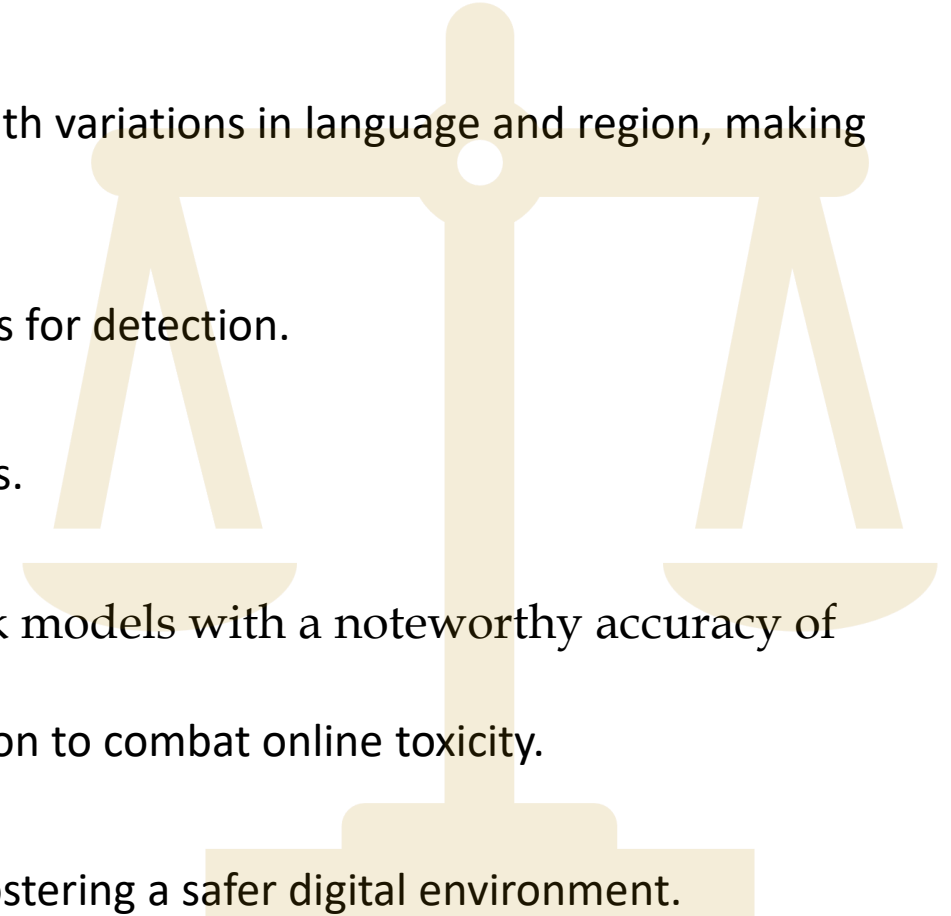 th variations in language and region, making
s for detection.
s.
k models with a noteworthy accuracy of
on to combat online toxicity.
ostering a safer digital environment.